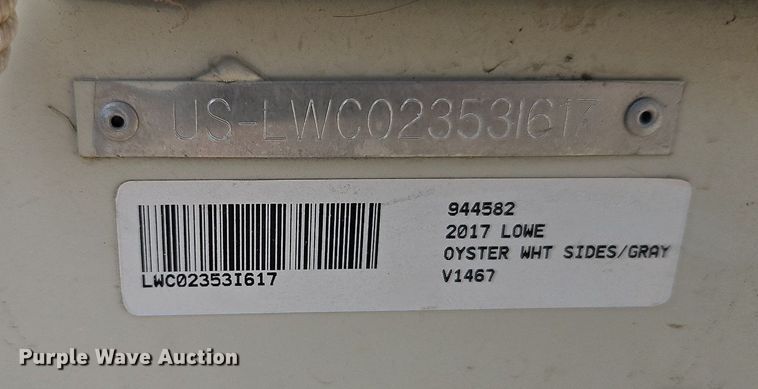 US-LWC02353I617
944582
2017 LOWE
OYSTER WHT SIDES/GRAY
V1467
LWC02353I617
Purple Wave Auction